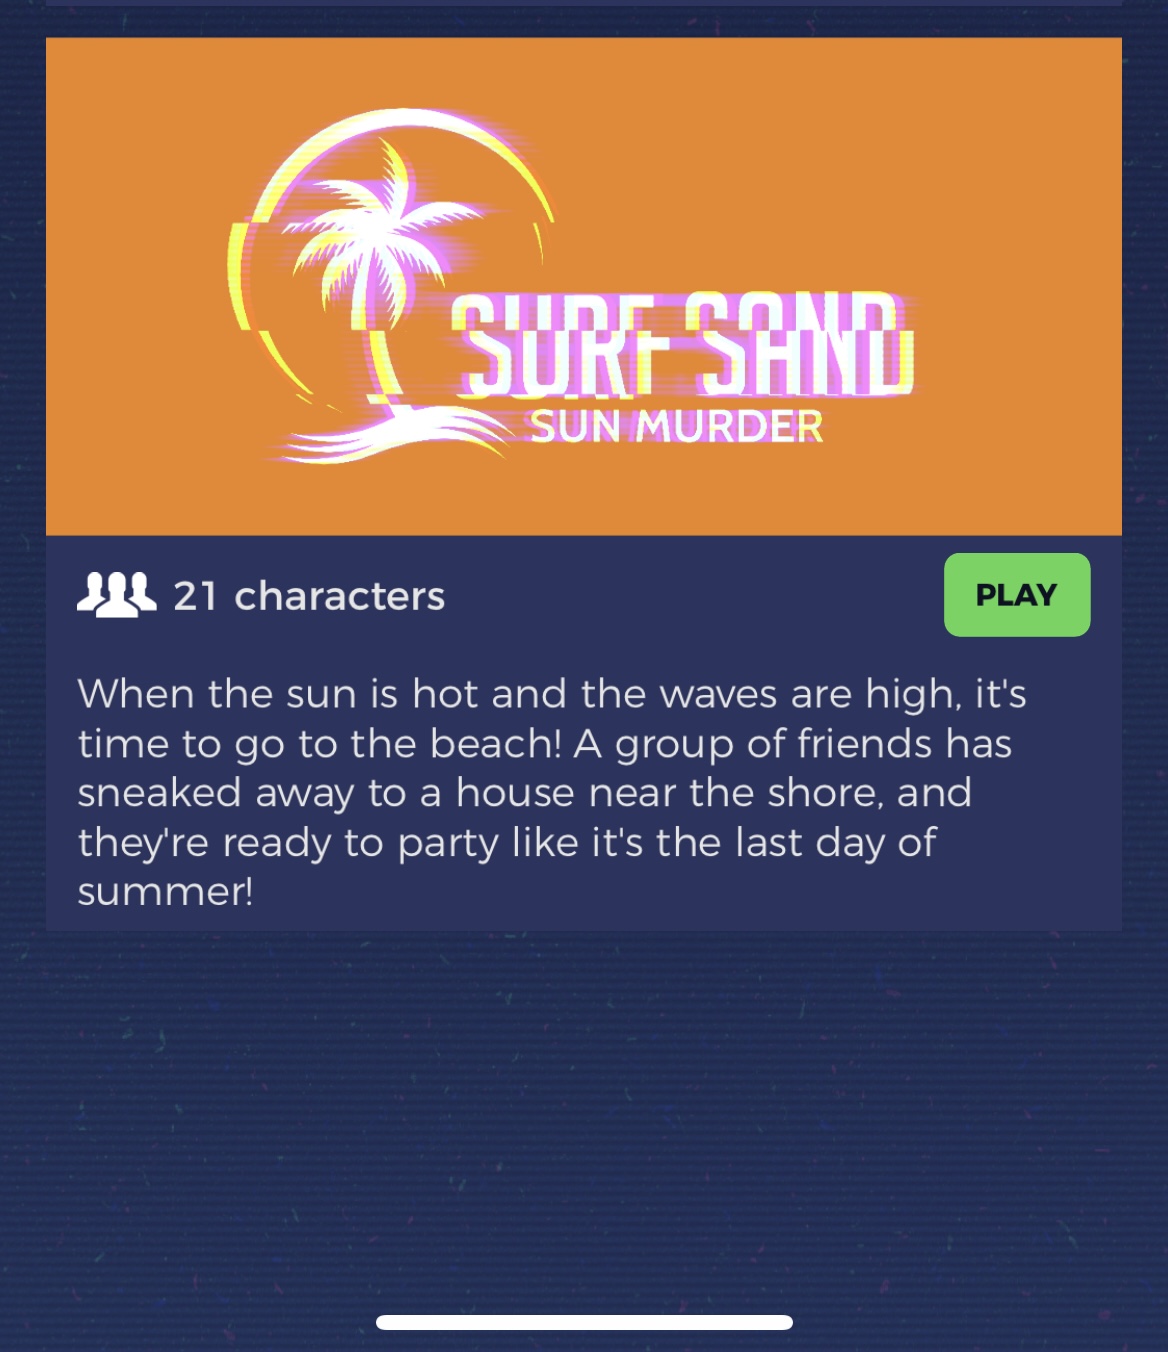 SURF SAND
SUN MURDER
21 characters
PLAY
When the sun is hot and the waves are high, it's
time to go to the beach! A group of friends has
sneaked away to a house near the shore, and
they're ready to party like it's the last day of
summer!